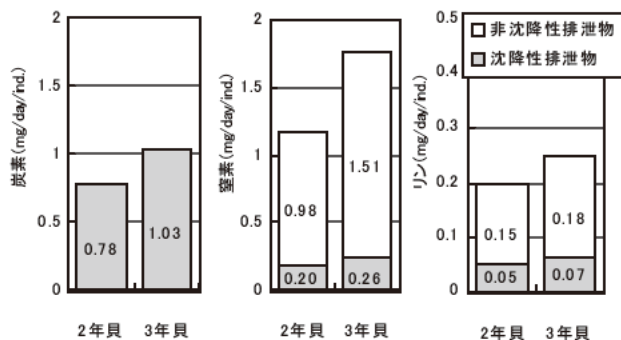 炭素(mg/day/ind.)
2
1.5
1
0.5
0
0.78
1.03
2年貝
3年貝
窒素(mg/day/ind.)
2
1.5
1
0.5
0
0.98
0.20
1.51
0.26
2年貝
3年貝
リン(mg/day/ind.)
0.5
0.4
0.3
0.2
0.1
0.0
非沈降性排泄物
沈降性排泄物
0.15
0.05
0.18
0.07
2年貝
3年貝